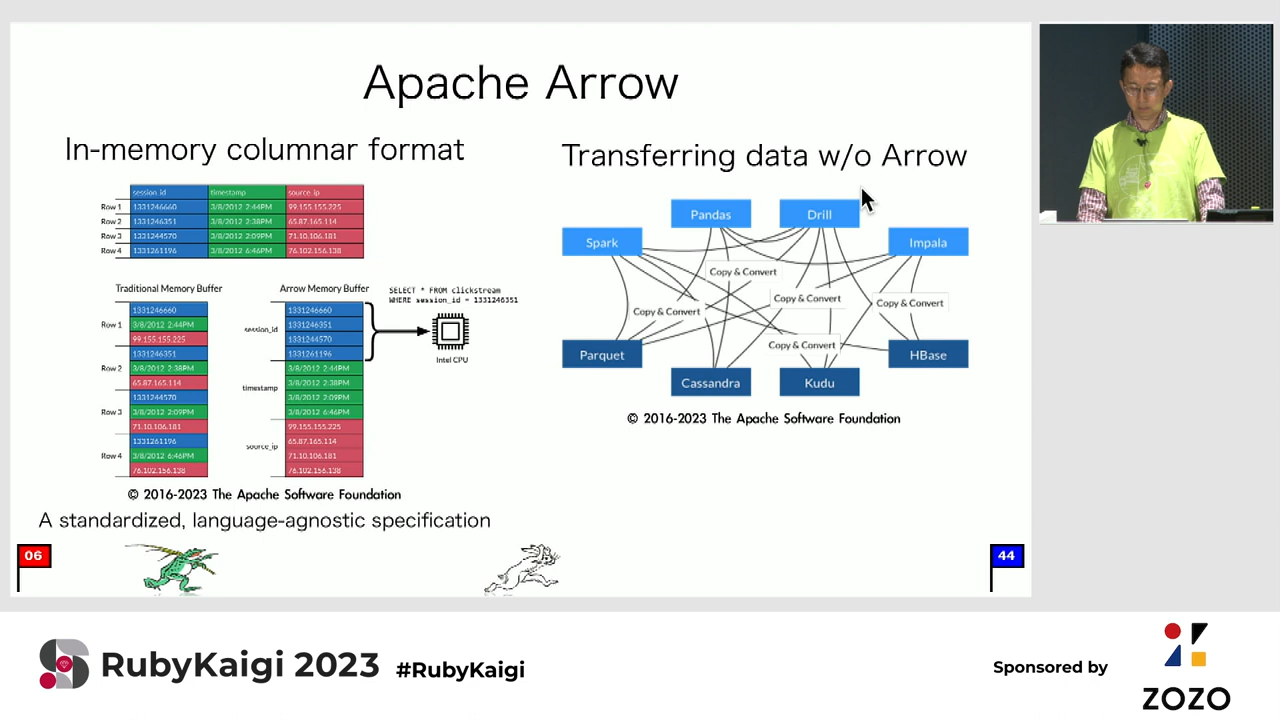 Apache Arrow
In-memory columnar format
session_id timestamp source_ip
Row 1 1331246660 3/8/2012 2:44PM 99.155.155.225
Row 2 1331246351 3/8/2012 2:38PM 65.87.165.114
Row 3 1331244570 3/8/2012 2:09PM 71.10.106.181
Row 4 1331261196 3/8/2012 6:46PM 76.102.156.138
Traditional Memory Buffer
Row 1
1331246660
3/8/2012 2:44PM
99.155.155.225
Row 2
1331246351
3/8/2012 2:38PM
65.87.165.114
Row 3
1331244570
3/8/2012 2:09PM
71.10.106.181
Row 4
1331261196
3/8/2012 6:46PM
76.102.156.138
Arrow Memory Buffer
session_id
1331246660
1331246351
1331244570
1331261196
timestamp
3/8/2012 2:44PM
3/8/2012 2:38PM
3/8/2012 2:09PM
3/8/2012 6:46PM
source_ip
99.155.155.225
65.87.165.114
71.10.106.181
76.102.156.138
SELECT * FROM clickstream
WHERE session_id = 1331246351
Intel CPU
© 2016-2023 The Apache Software Foundation
A standardized, language-agnostic specification
Transferring data w/o Arrow
Pandas
Drill
Spark
Impala
Copy & Convert
Copy & Convert
Copy & Convert
Copy & Convert
Copy & Convert
Parquet
HBase
Cassandra
Kudu
© 2016-2023 The Apache Software Foundation
06
44
RubyKaigi 2023
#RubyKaigi
Sponsored by
ZOZO